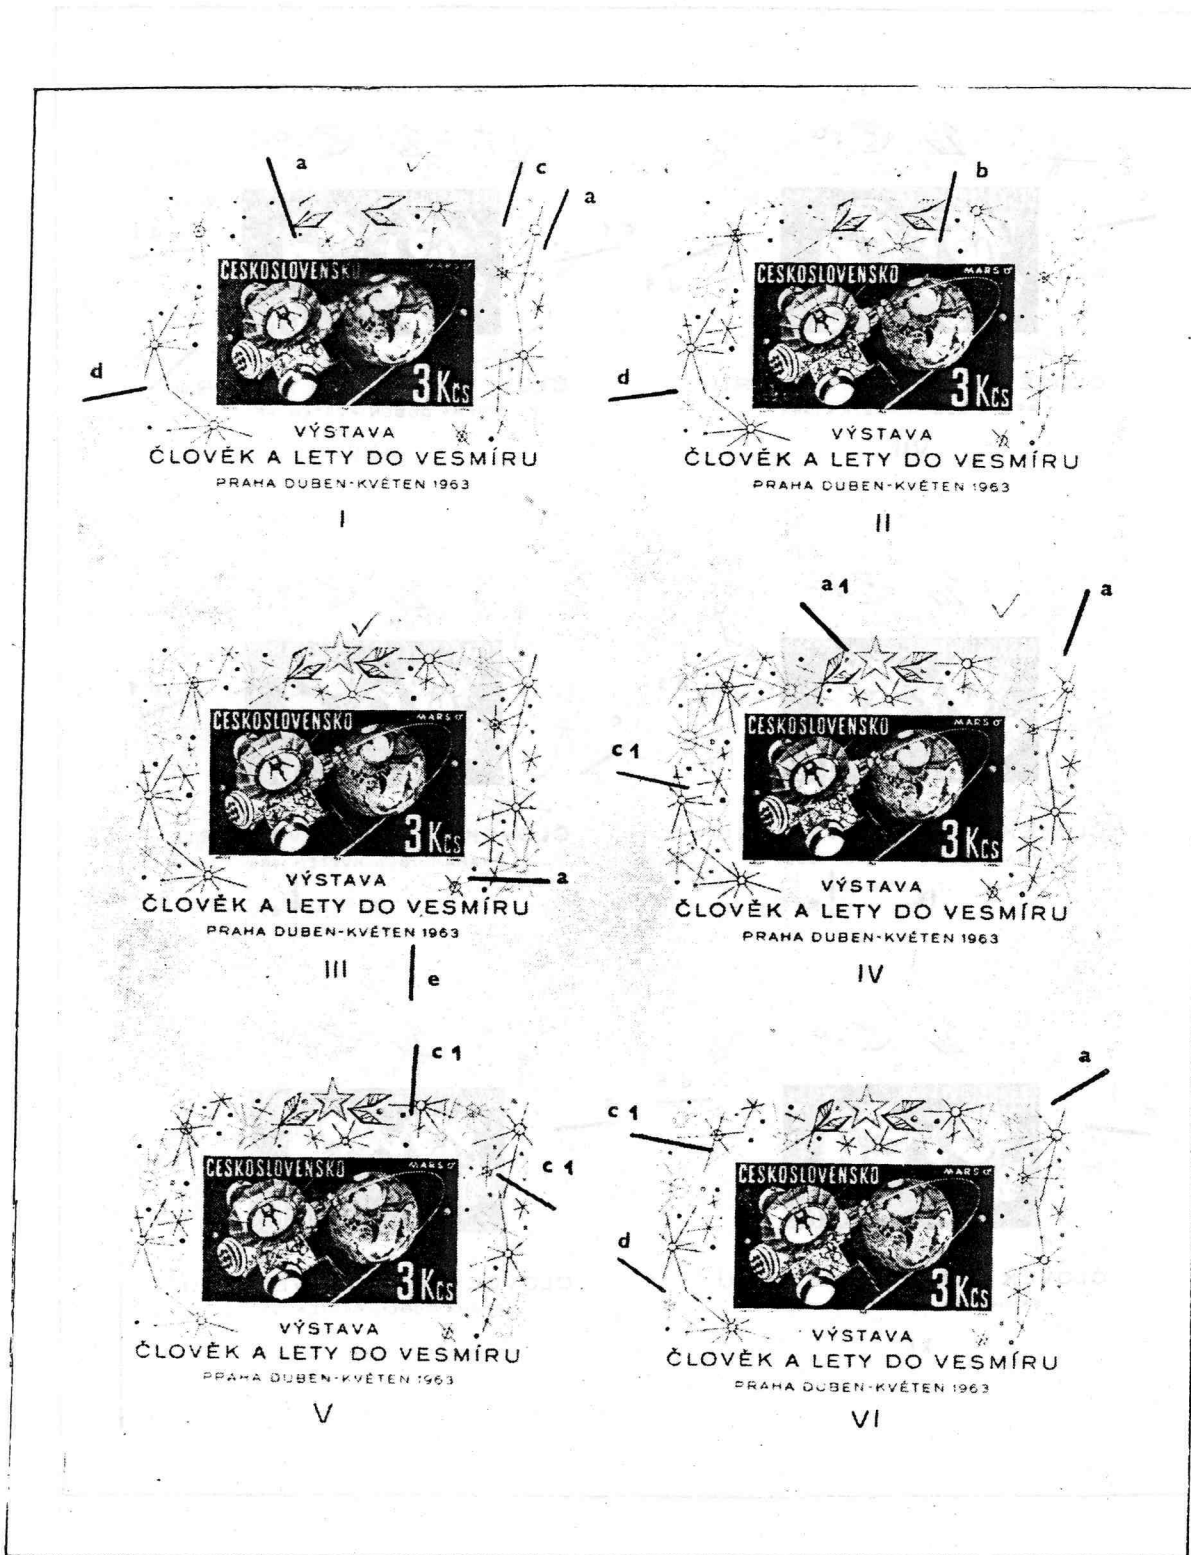 a
c
a
b
ČESKOSLOVENSKO
MARS ♂
3 Kčs
d
VÝSTAVA
ČLOVĚK A LETY DO VESMÍRU
PRAHA DUBEN-KVĚTEN 1963
I
ČESKOSLOVENSKO
MARS ♂
3 Kčs
d
VÝSTAVA
ČLOVĚK A LETY DO VESMÍRU
PRAHA DUBEN-KVĚTEN 1963
II
ČESKOSLOVENSKO
MARS ♂
3 Kčs
a
VÝSTAVA
ČLOVĚK A LETY DO VESMÍRU
PRAHA DUBEN-KVĚTEN 1963
III
e
a 1
a
c 1
ČESKOSLOVENSKO
MARS ♂
3 Kčs
VÝSTAVA
ČLOVĚK A LETY DO VESMÍRU
PRAHA DUBEN-KVĚTEN 1963
IV
c 1
c 1
ČESKOSLOVENSKO
MARS ♂
3 Kčs
VÝSTAVA
ČLOVĚK A LETY DO VESMÍRU
PRAHA DUBEN-KVĚTEN 1963
V
a
c 1
d
ČESKOSLOVENSKO
MARS ♂
3 Kčs
VÝSTAVA
ČLOVĚK A LETY DO VESMÍRU
PRAHA DUBEN-KVĚTEN 1963
VI